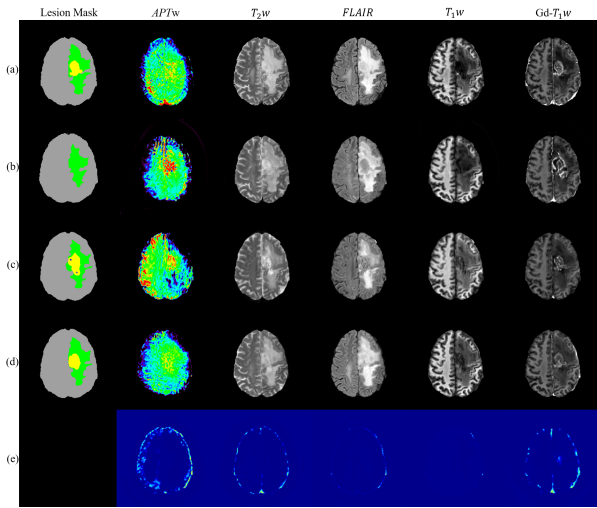 Lesion Mask APTw T₂w FLAIR T₁w Gd-T₁w
(a)
(b)
(c)
(d)
(e)